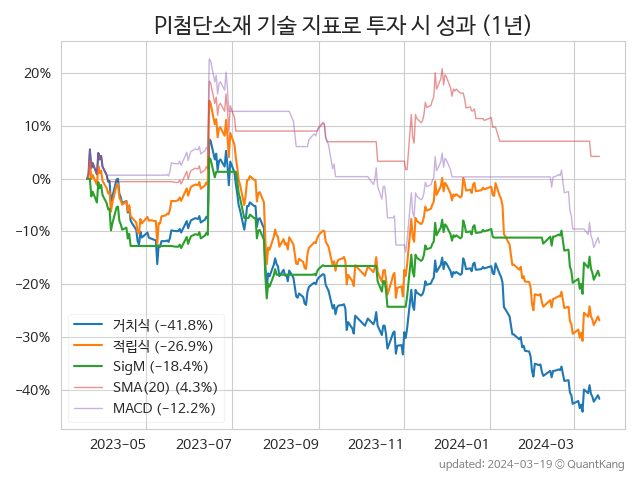 PI첨단소재 기술 지표로 투자 시 성과 (1년)
20%
10%
0%
−10%
−20%
−30%
−40%
거치식 (−41.8%)
적립식 (−26.9%)
SigM (−18.4%)
SMA(20) (4.3%)
MACD (−12.2%)
2023−05 2023−07 2023−09 2023−11 2024−01 2024−03
updated: 2024−03−19 © QuantKang